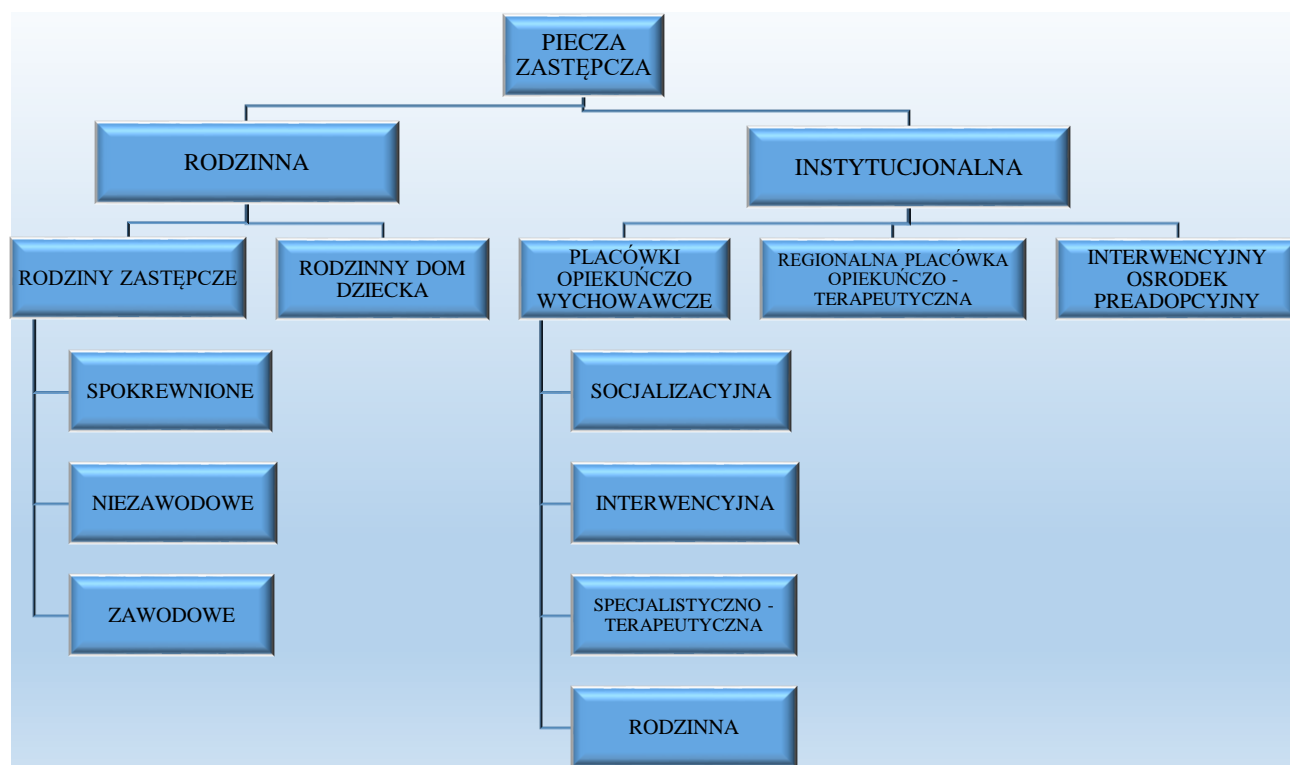 PIECZA
ZASTĘPCZA
RODZINNA
INSTYTUCJONALNA
RODZINY ZASTĘPCZE
RODZINNY DOM
DZIECKA
PLACÓWKI
OPIEKUŃCZO
WYCHOWAWCZE
REGIONALNA PLACÓWKA
OPIEKUŃCZO -
TERAPEUTYCZNA
INTERWENCYJNY
OSRODEK
PREADOPCYJNY
SPOKREWNIONE
NIEZAWODOWE
ZAWODOWE
SOCJALIZACYJNA
INTERWENCYJNA
SPECJALISTYCZNO -
TERAPEUTYCZNA
RODZINNA